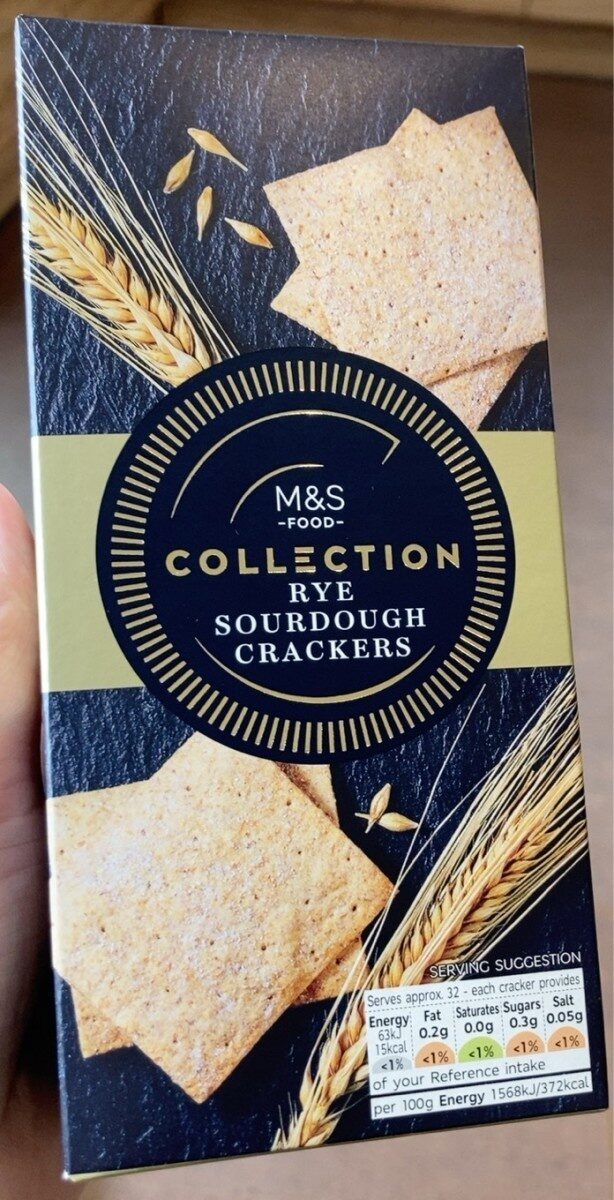 M&S
-FOOD-
COLLECTION
RYE
SOURDOUGH
CRACKERS
SERVING SUGGESTION
Serves approx. 32 - each cracker provides
Energy Fat Saturates Sugars Salt
63kJ 0.2g 0.0g 0.3g 0.05g
15kcal
<1% <1% <1% <1% <1%
of your Reference intake
per 100g Energy 1568kJ/372kcal